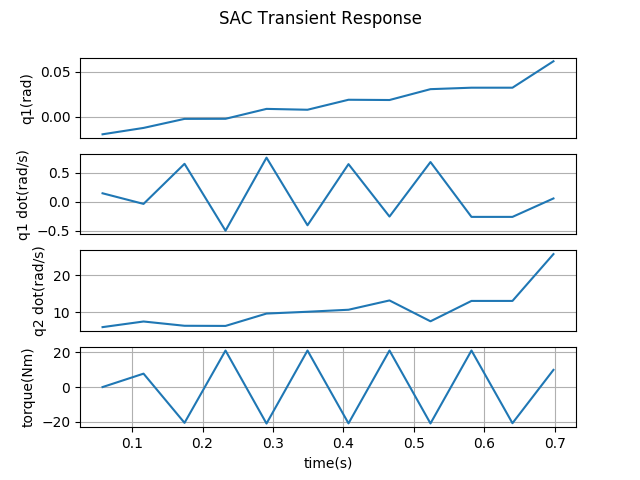 SAC Transient Response
0.05
0.00
q1(rad)
0.5
0.0
−0.5
q1 dot(rad/s)
20
10
q2 dot(rad/s)
20
0
−20
torque(Nm)
0.1 0.2 0.3 0.4 0.5 0.6 0.7
time(s)